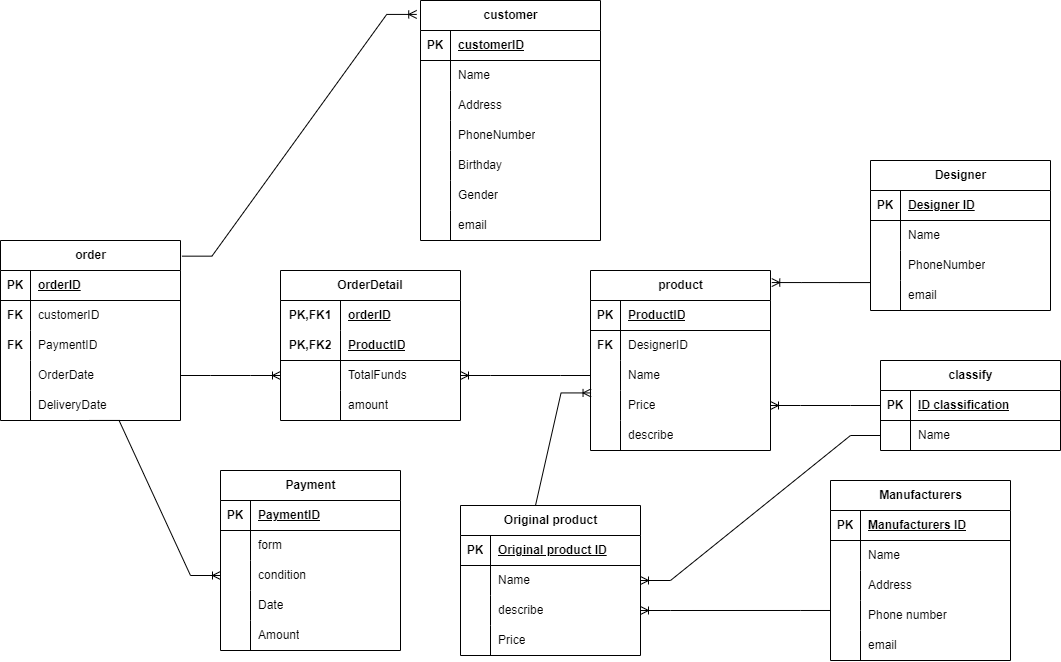 customer
PK customerID
Name
Address
PhoneNumber
Birthday
Gender
email
Designer
PK Designer ID
Name
PhoneNumber
email
order
PK orderID
FK customerID
FK PaymentID
OrderDate
DeliveryDate
OrderDetail
PK,FK1 orderID
PK,FK2 ProductID
TotalFunds
amount
product
PK ProductID
FK DesignerID
Name
Price
describe
classify
PK ID classification
Name
Payment
PK PaymentID
form
condition
Date
Amount
Original product
PK Original product ID
Name
describe
Price
Manufacturers
PK Manufacturers ID
Name
Address
Phone number
email